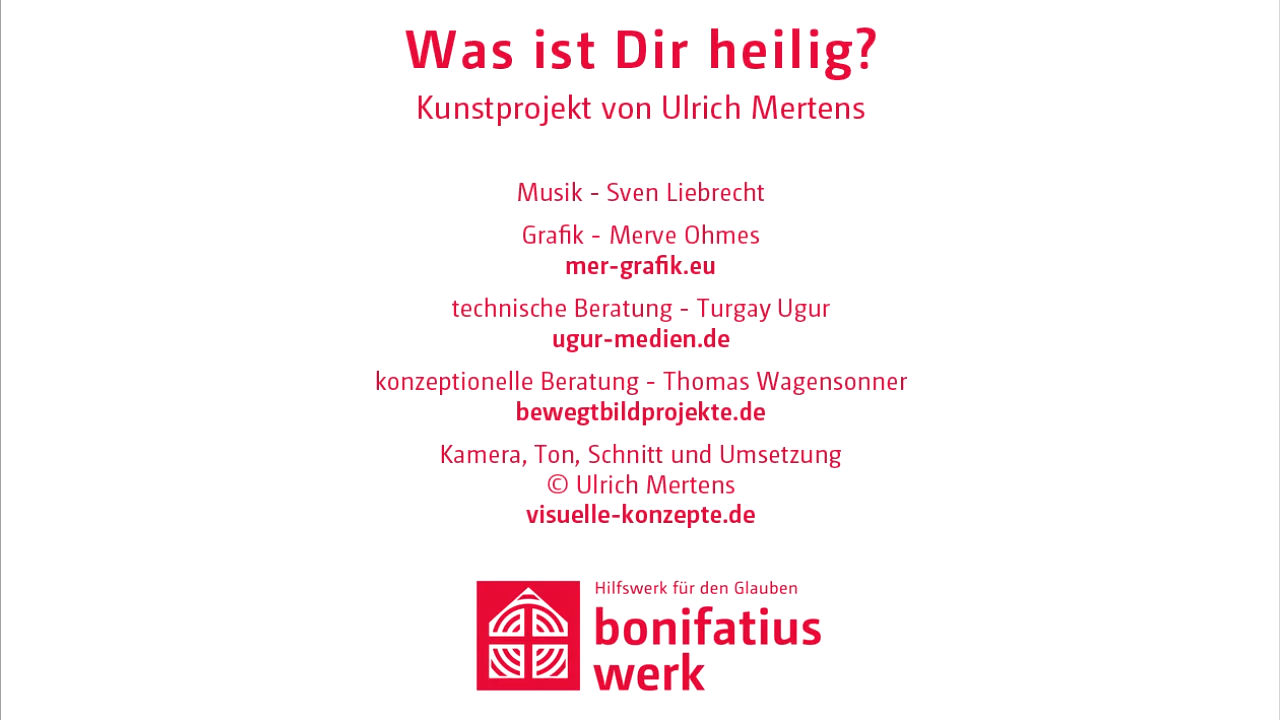 Was ist Dir heilig?
Kunstprojekt von Ulrich Mertens
Musik - Sven Liebrecht
Grafik - Merve Ohmes
mer-grafik.eu
technische Beratung - Turgay Ugur
ugur-medien.de
konzeptionelle Beratung - Thomas Wagensonner
bewegtbildprojekte.de
Kamera, Ton, Schnitt und Umsetzung
© Ulrich Mertens
visuelle-konzepte.de
Hilfswerk für den Glauben
bonifatius
werk